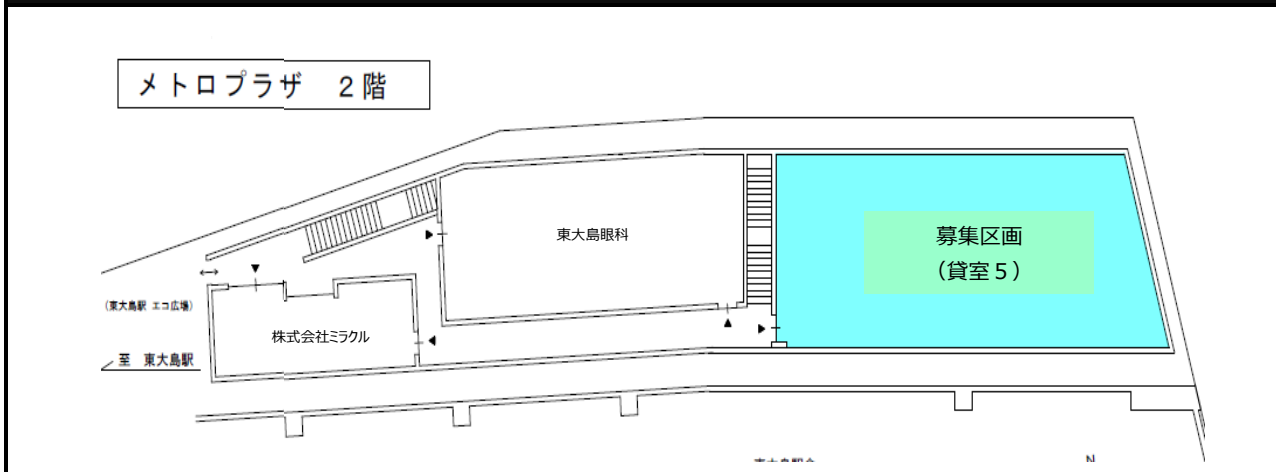 メトロプラザ　２階
東大島眼科
募集区画
（貸室５）
（東大島駅 エコ広場）
株式会社ミラクル
至　東大島駅
N